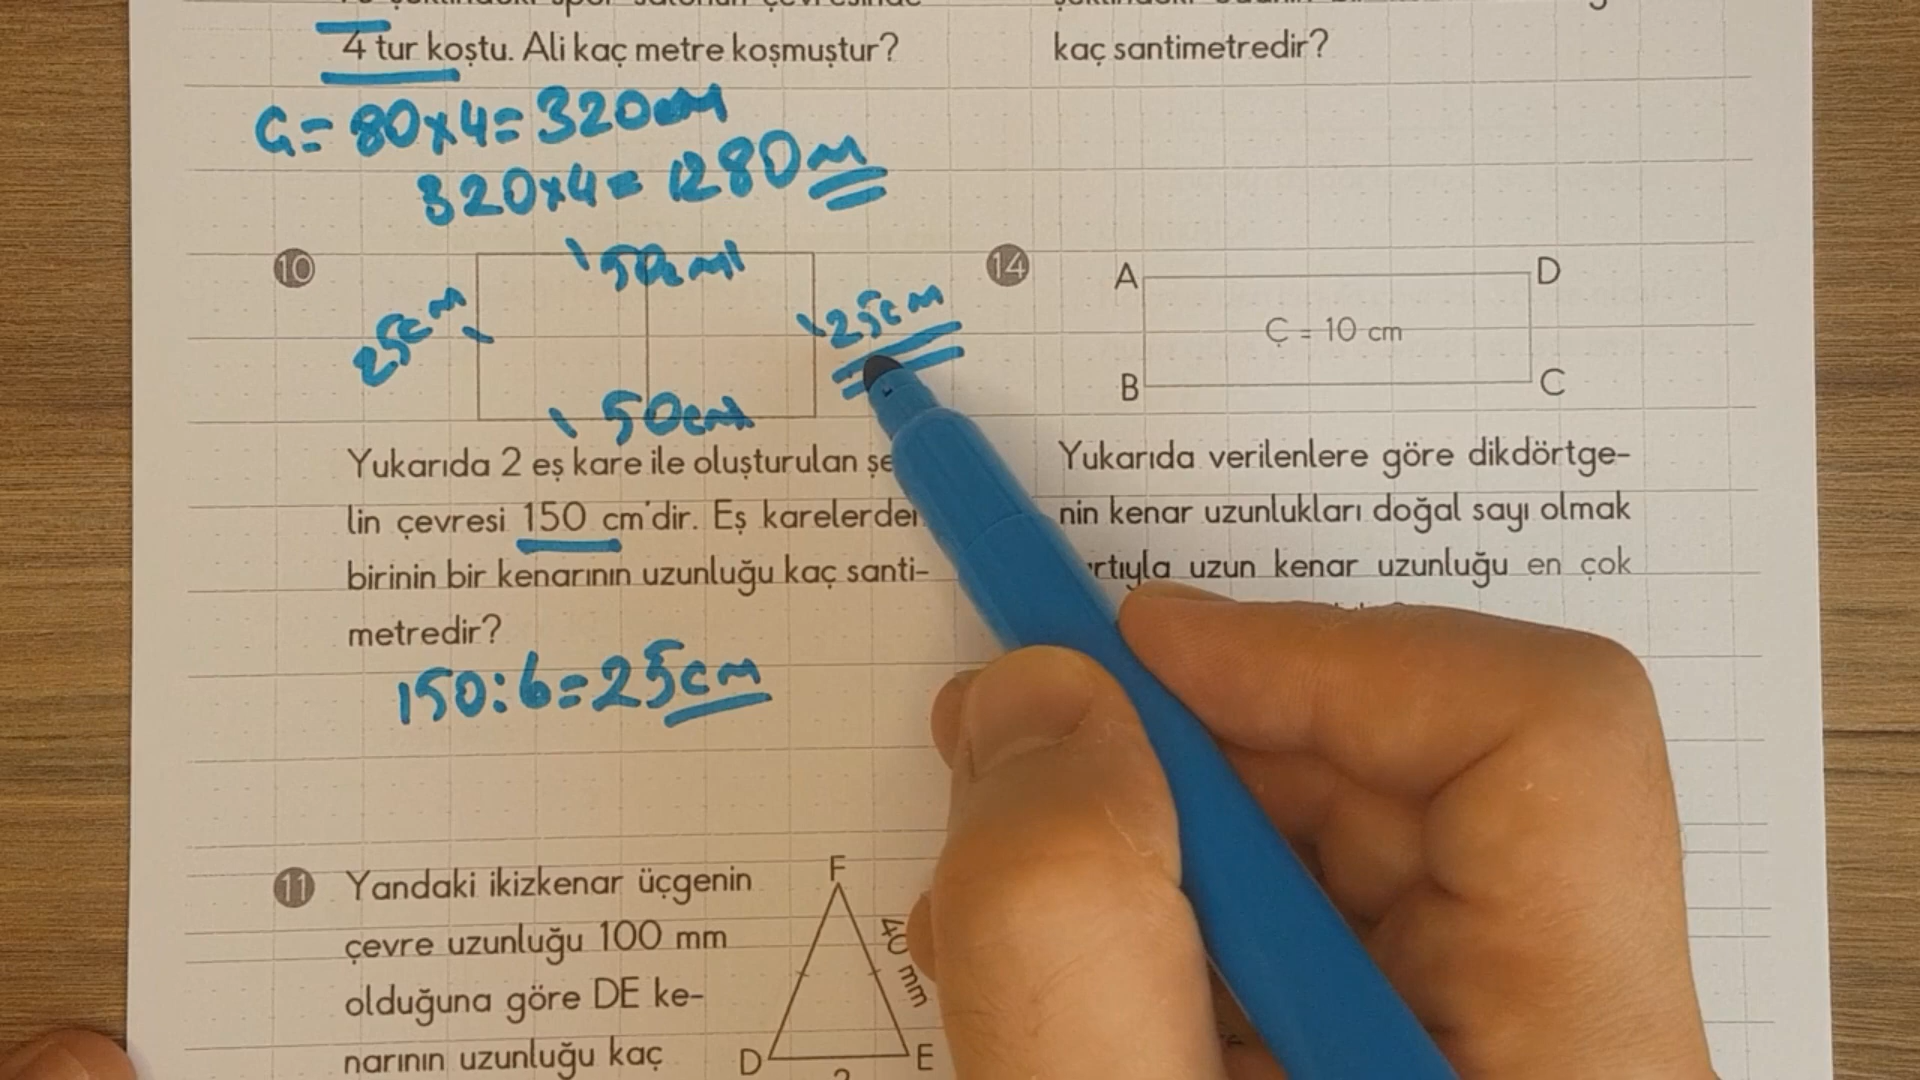 4 tur koştu. Ali kaç metre koşmuştur?
Ç= 80x4= 320cm
320x4= 1280m
10
50cm
25cm
25cm
50cm
Yukarıda 2 eş kare ile oluşturulan şe
lin çevresi 150 cm'dir. Eş karelerder
birinin bir kenarının uzunluğu kaç santi-
metredir?
150:6=25cm
11 Yandaki ikizkenar üçgenin
çevre uzunluğu 100 mm
olduğuna göre DE ke-
narının uzunluğu kaç
F
40 mm
D
E
?
kaç santimetredir?
14
A
D
Ç = 10 cm
B
C
Yukarıda verilenlere göre dikdörtge-
nin kenar uzunlukları doğal sayı olmak
rtıyla uzun kenar uzunluğu en çok